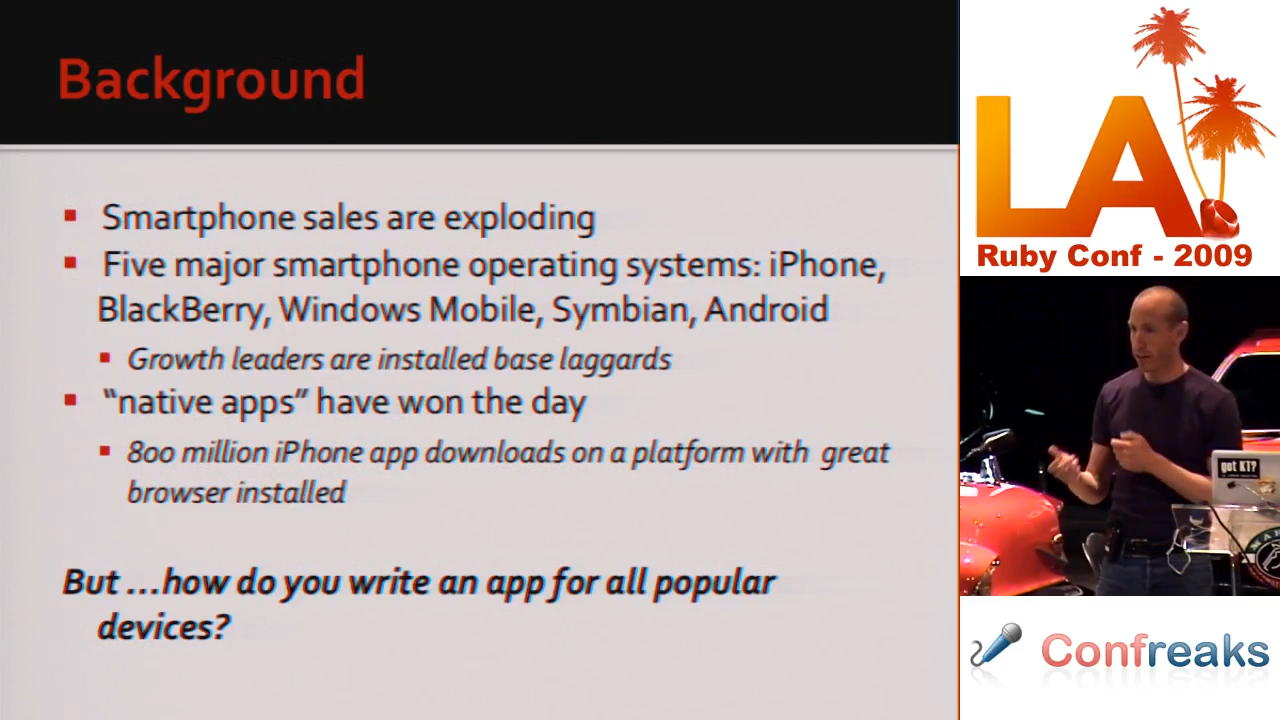 Background
Smartphone sales are exploding
Five major smartphone operating systems: iPhone,
BlackBerry, Windows Mobile, Symbian, Android
Growth leaders are installed base laggards
“native apps” have won the day
800 million iPhone app downloads on a platform with great
browser installed
But ...how do you write an app for all popular
devices?
LA
Ruby Conf - 2009
got KT?
Confreaks